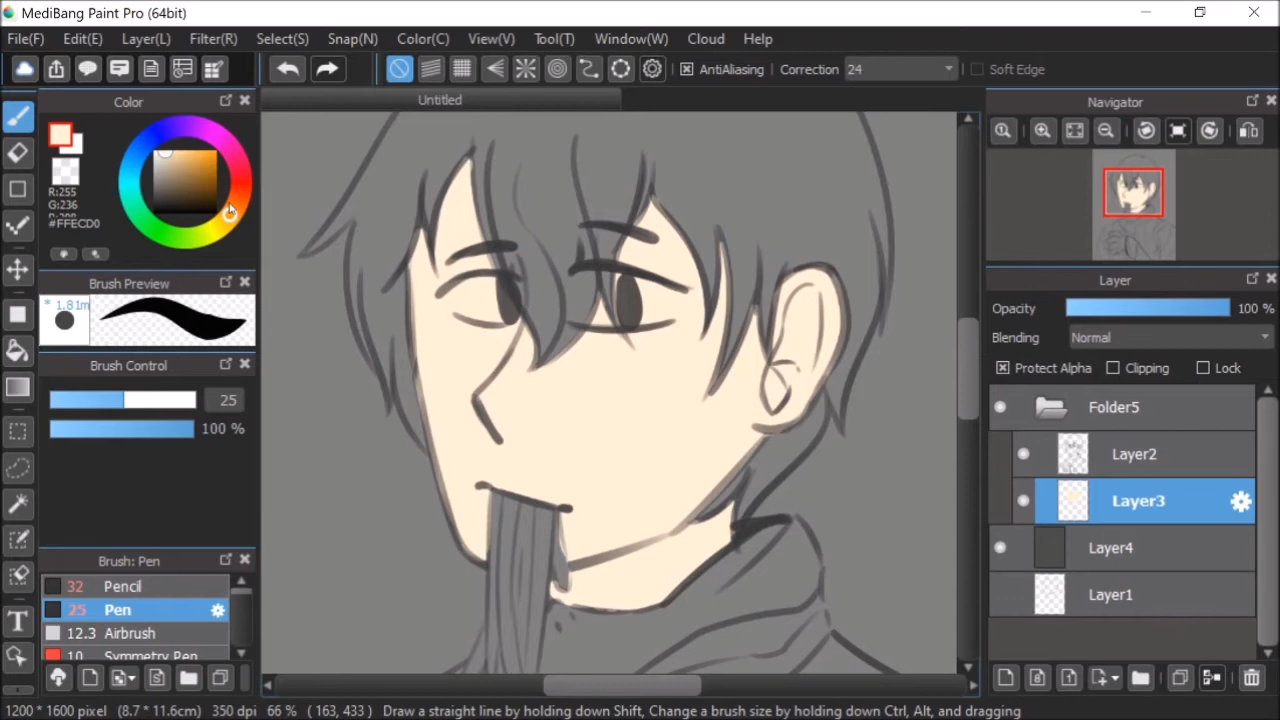 MediBang Paint Pro (64bit)
File(F) Edit(E) Layer(L) Filter(R) Select(S) Snap(N) Color(C) View(V) Tool(T) Window(W) Cloud Help
AntiAliasing Correction 24 Soft Edge
Color
Untitled
Navigator
R:255
G:236
#FFECD0
Brush Preview
* 1.81m
Brush Control
25
100 %
Layer
Opacity 100 %
Blending Normal
Protect Alpha Clipping Lock
Folder5
Layer2
Layer3
Layer4
Layer1
Brush: Pen
32 Pencil
25 Pen
12.3 Airbrush
10 Symmetry Pen
1200 * 1600 pixel (8.7 * 11.6cm) 350 dpi 66 % ( 163, 433 ) Draw a straight line by holding down Shift, Change a brush size by holding down Ctrl, Alt, and dragging